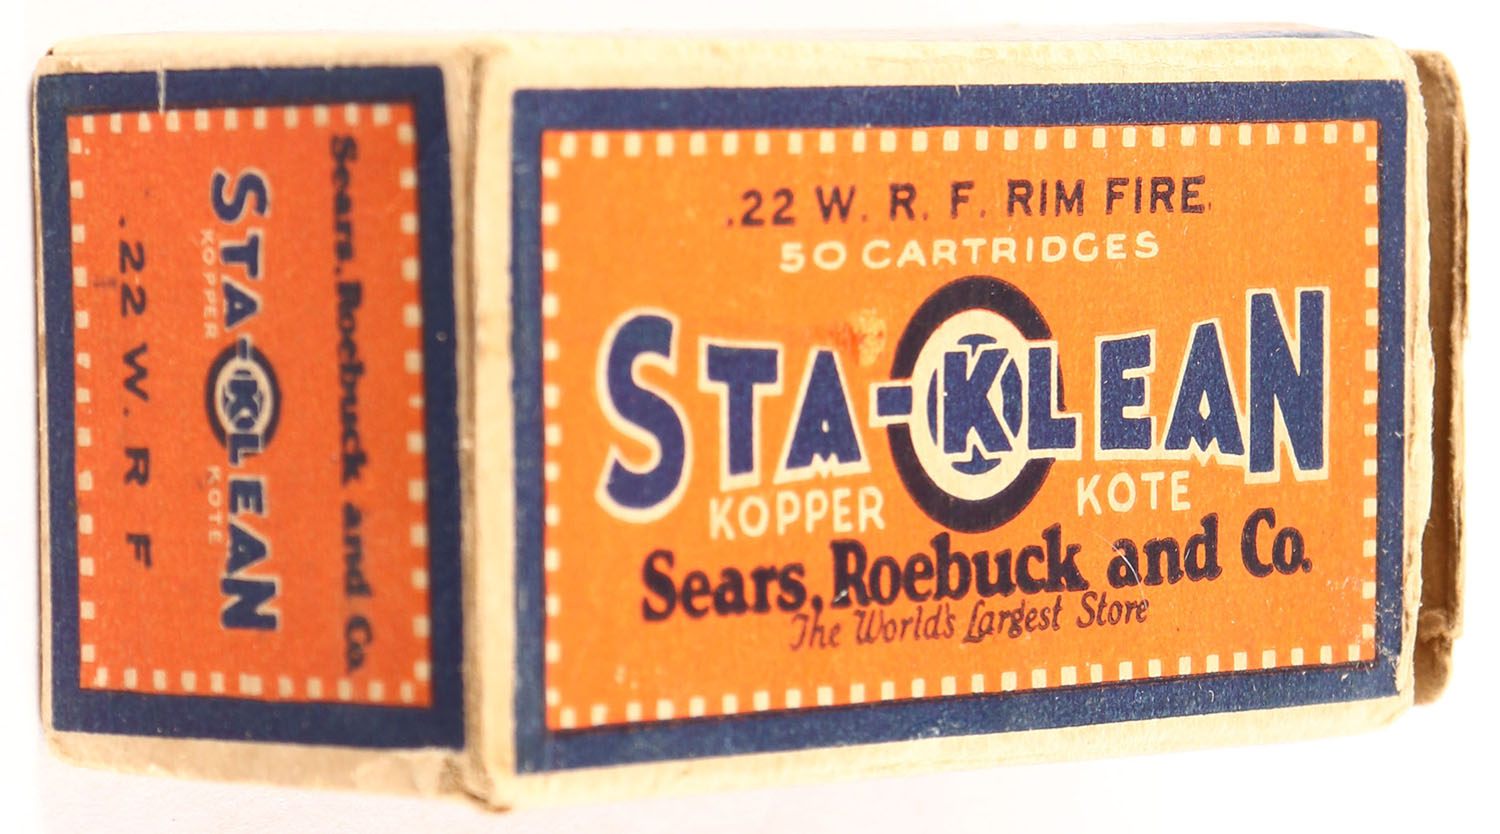 .22 W. R. F. RIM FIRE
50 CARTRIDGES
STA-KLEAN
KOPPER KOTE
Sears, Roebuck and Co.
The World's Largest Store
Sears, Roebuck and Co.
STA-KLEAN
KOPPER KOTE
.22 W. R F